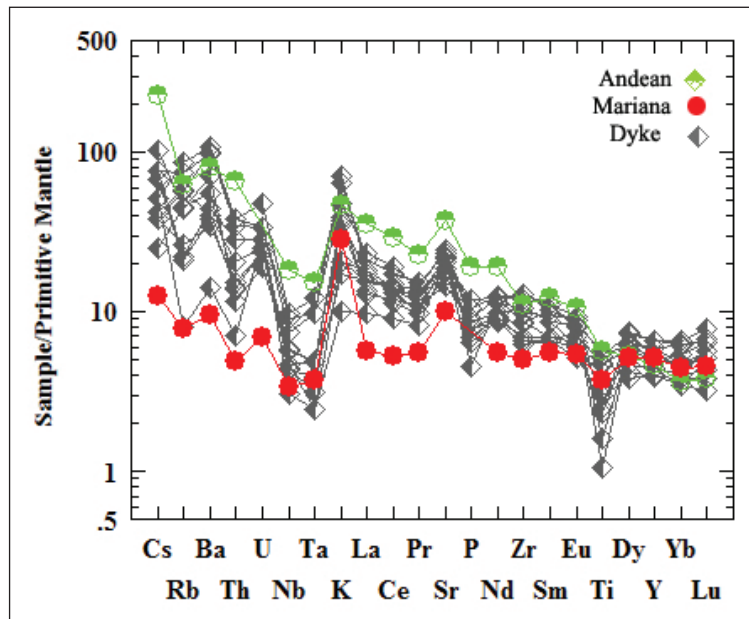 500
100
10
1
.5
Sample/Primitive Mantle
Andean
Mariana
Dyke
Cs Ba U Ta La Pr P Zr Eu Dy Yb
Rb Th Nb K Ce Sr Nd Sm Ti Y Lu